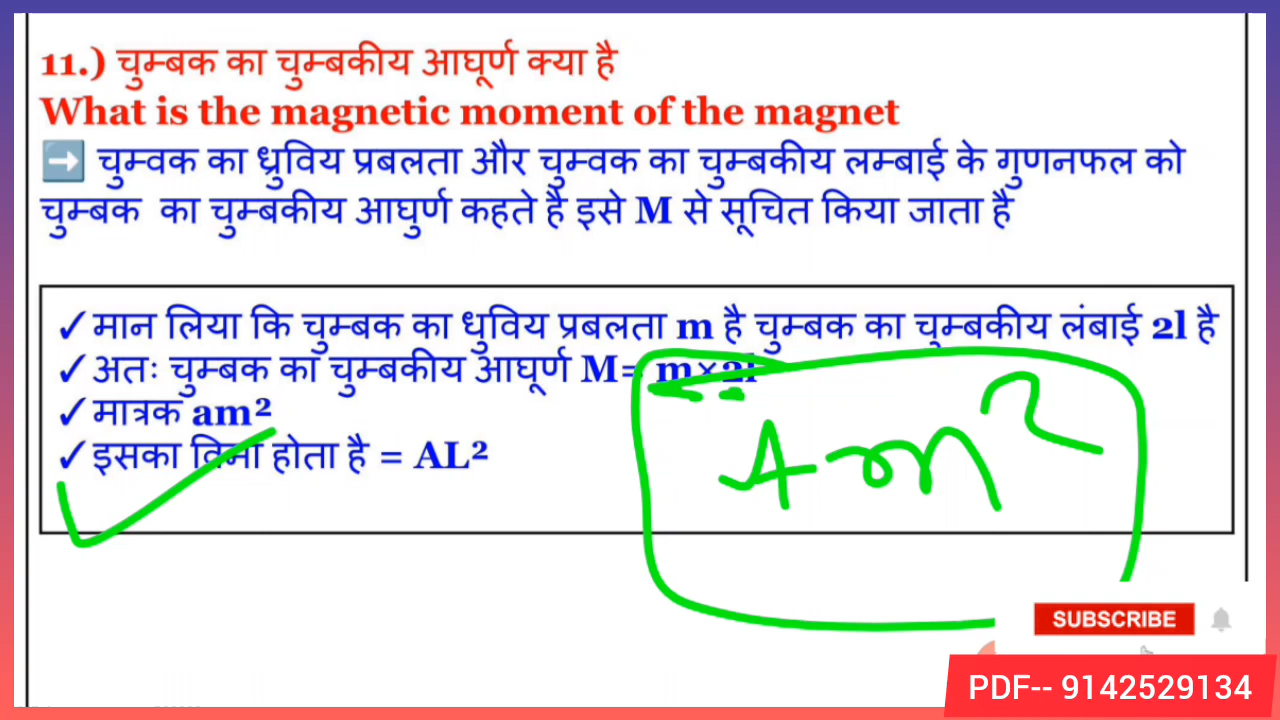 11.) चुम्बक का चुम्बकीय आघूर्ण क्या है
What is the magnetic moment of the magnet
➡ चुम्वक का ध्रुविय प्रबलता और चुम्वक का चुम्बकीय लम्बाई के गुणनफल को
चुम्बक का चुम्बकीय आघुर्ण कहते है इसे M से सूचित किया जाता है
✓मान लिया कि चुम्बक का धुविय प्रबलता m है चुम्बक का चुम्बकीय लंबाई 2l है
✓अतः चुम्बक का चुम्बकीय आघूर्ण M= m×2l
✓मात्रक am²
✓इसका विमा होता है = AL²
Am²
SUBSCRIBE
PDF-- 9142529134